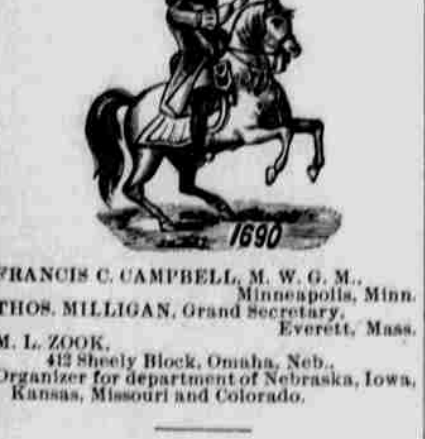 1690
FRANCIS C. CAMPBELL, M. W. G. M.,
Minneapolis, Minn.
THOS. MILLIGAN, Grand Secretary,
Everett, Mass.
M. L. ZOOK,
412 Sheely Block, Omaha, Neb.,
Organizer for department of Nebraska, Iowa,
Kansas, Missouri and Colorado.